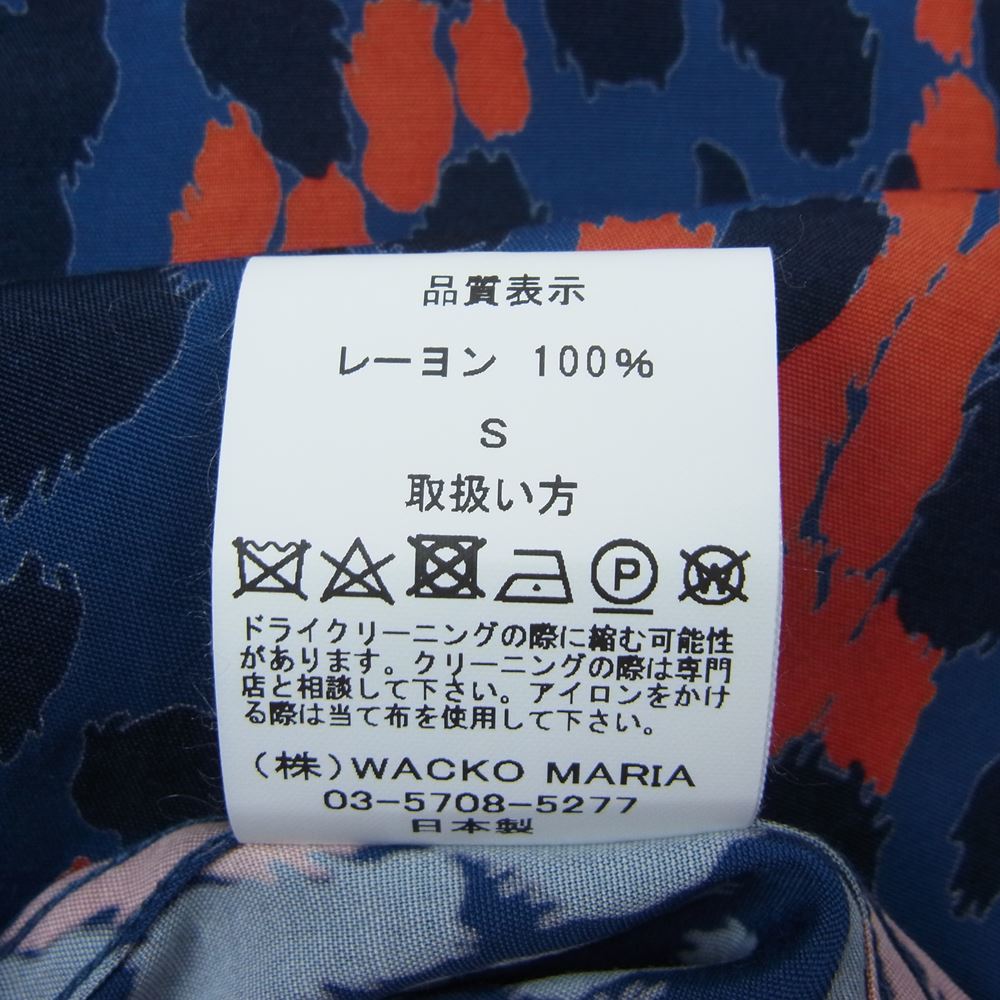 品質表示
レーヨン 100%
S
取扱い方
P W
ドライクリーニングの際に縮む可能性
があります。クリーニングの際は専門
店と相談して下さい。アイロンをかけ
る際は当て布を使用して下さい。
(株)WACKO MARIA
03-5708-5277
日本製